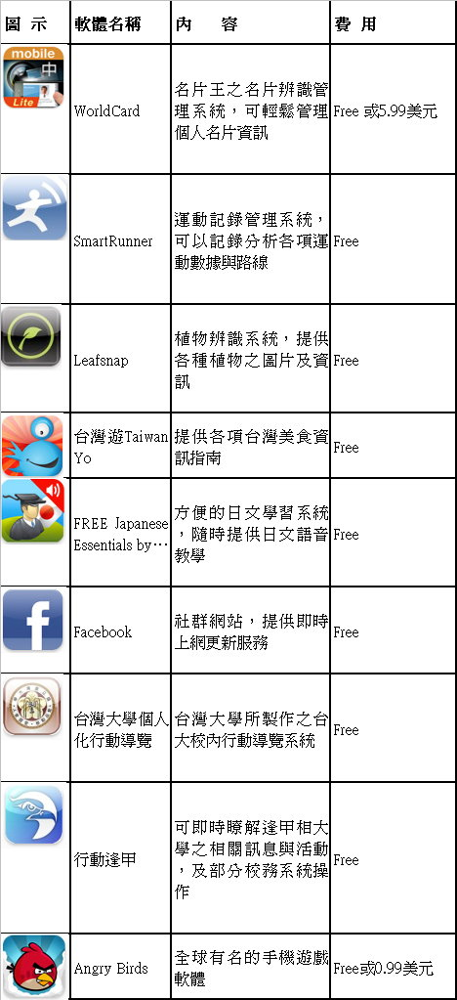 圖 示 軟體名稱 內 容 費 用
mobile
中
Lite
WorldCard
名片王之名片辨識管
理系統，可輕鬆管理
個人名片資訊
Free 或5.99美元
SmartRunner
運動記錄管理系統，
可以記錄分析各項運
動數據與路線
Free
Leafsnap
植物辨識系統，提供
各種植物之圖片及資
訊
Free
台灣遊Taiwan
Yo
提供各項台灣美食資
訊指南
Free
FREE Japanese
Essentials by…
方便的日文學習系統
，隨時提供日文語音
教學
Free
f
Facebook
社群網站，提供即時
上網更新服務
Free
台灣大學個人
化行動導覽
台灣大學所製作之台
大校內行動導覽系統
Free
行動逢甲
可即時瞭解逢甲相大
學之相關訊息與活動
，及部分校務系統操
作
Free
Angry Birds
全球有名的手機遊戲
軟體
Free或0.99美元